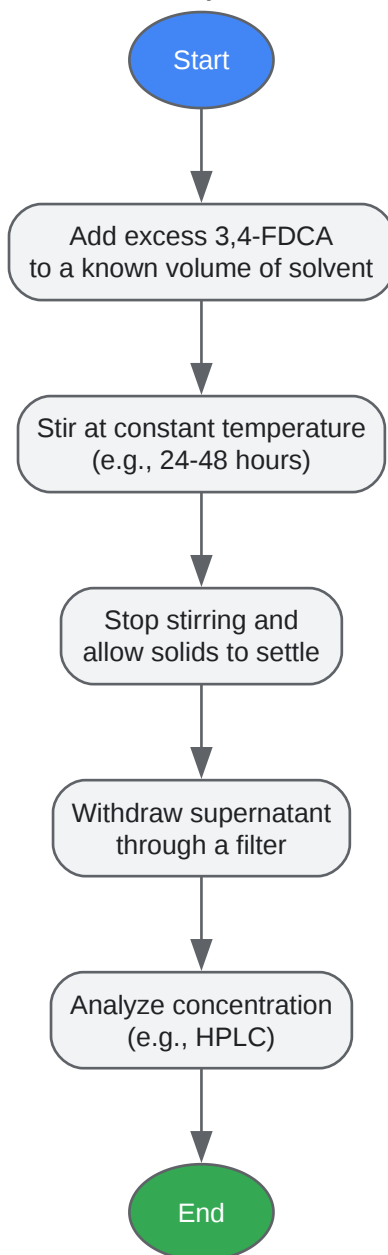 Start
Add excess 3,4-FDCA
to a known volume of solvent
Stir at constant temperature
(e.g., 24-48 hours)
Stop stirring and
allow solids to settle
Withdraw supernatant
through a filter
Analyze concentration
(e.g., HPLC)
End